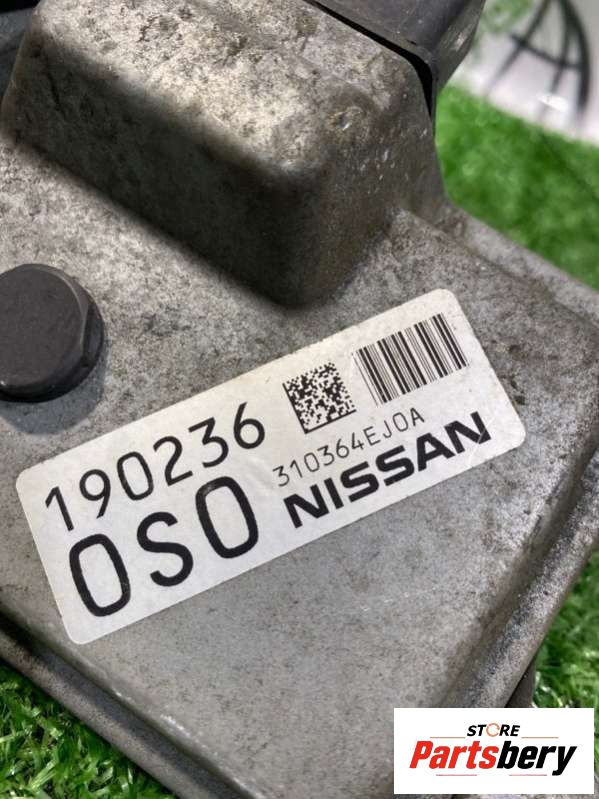 190236
310364EJ0A
0S0
NISSAN
STORE
Partsbery